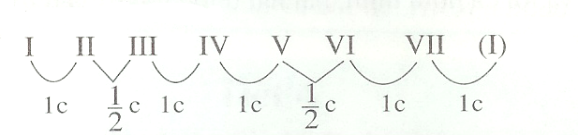 I II III IV V VI VII (I)
1c 1/2 c 1c 1c 1/2 c 1c 1c